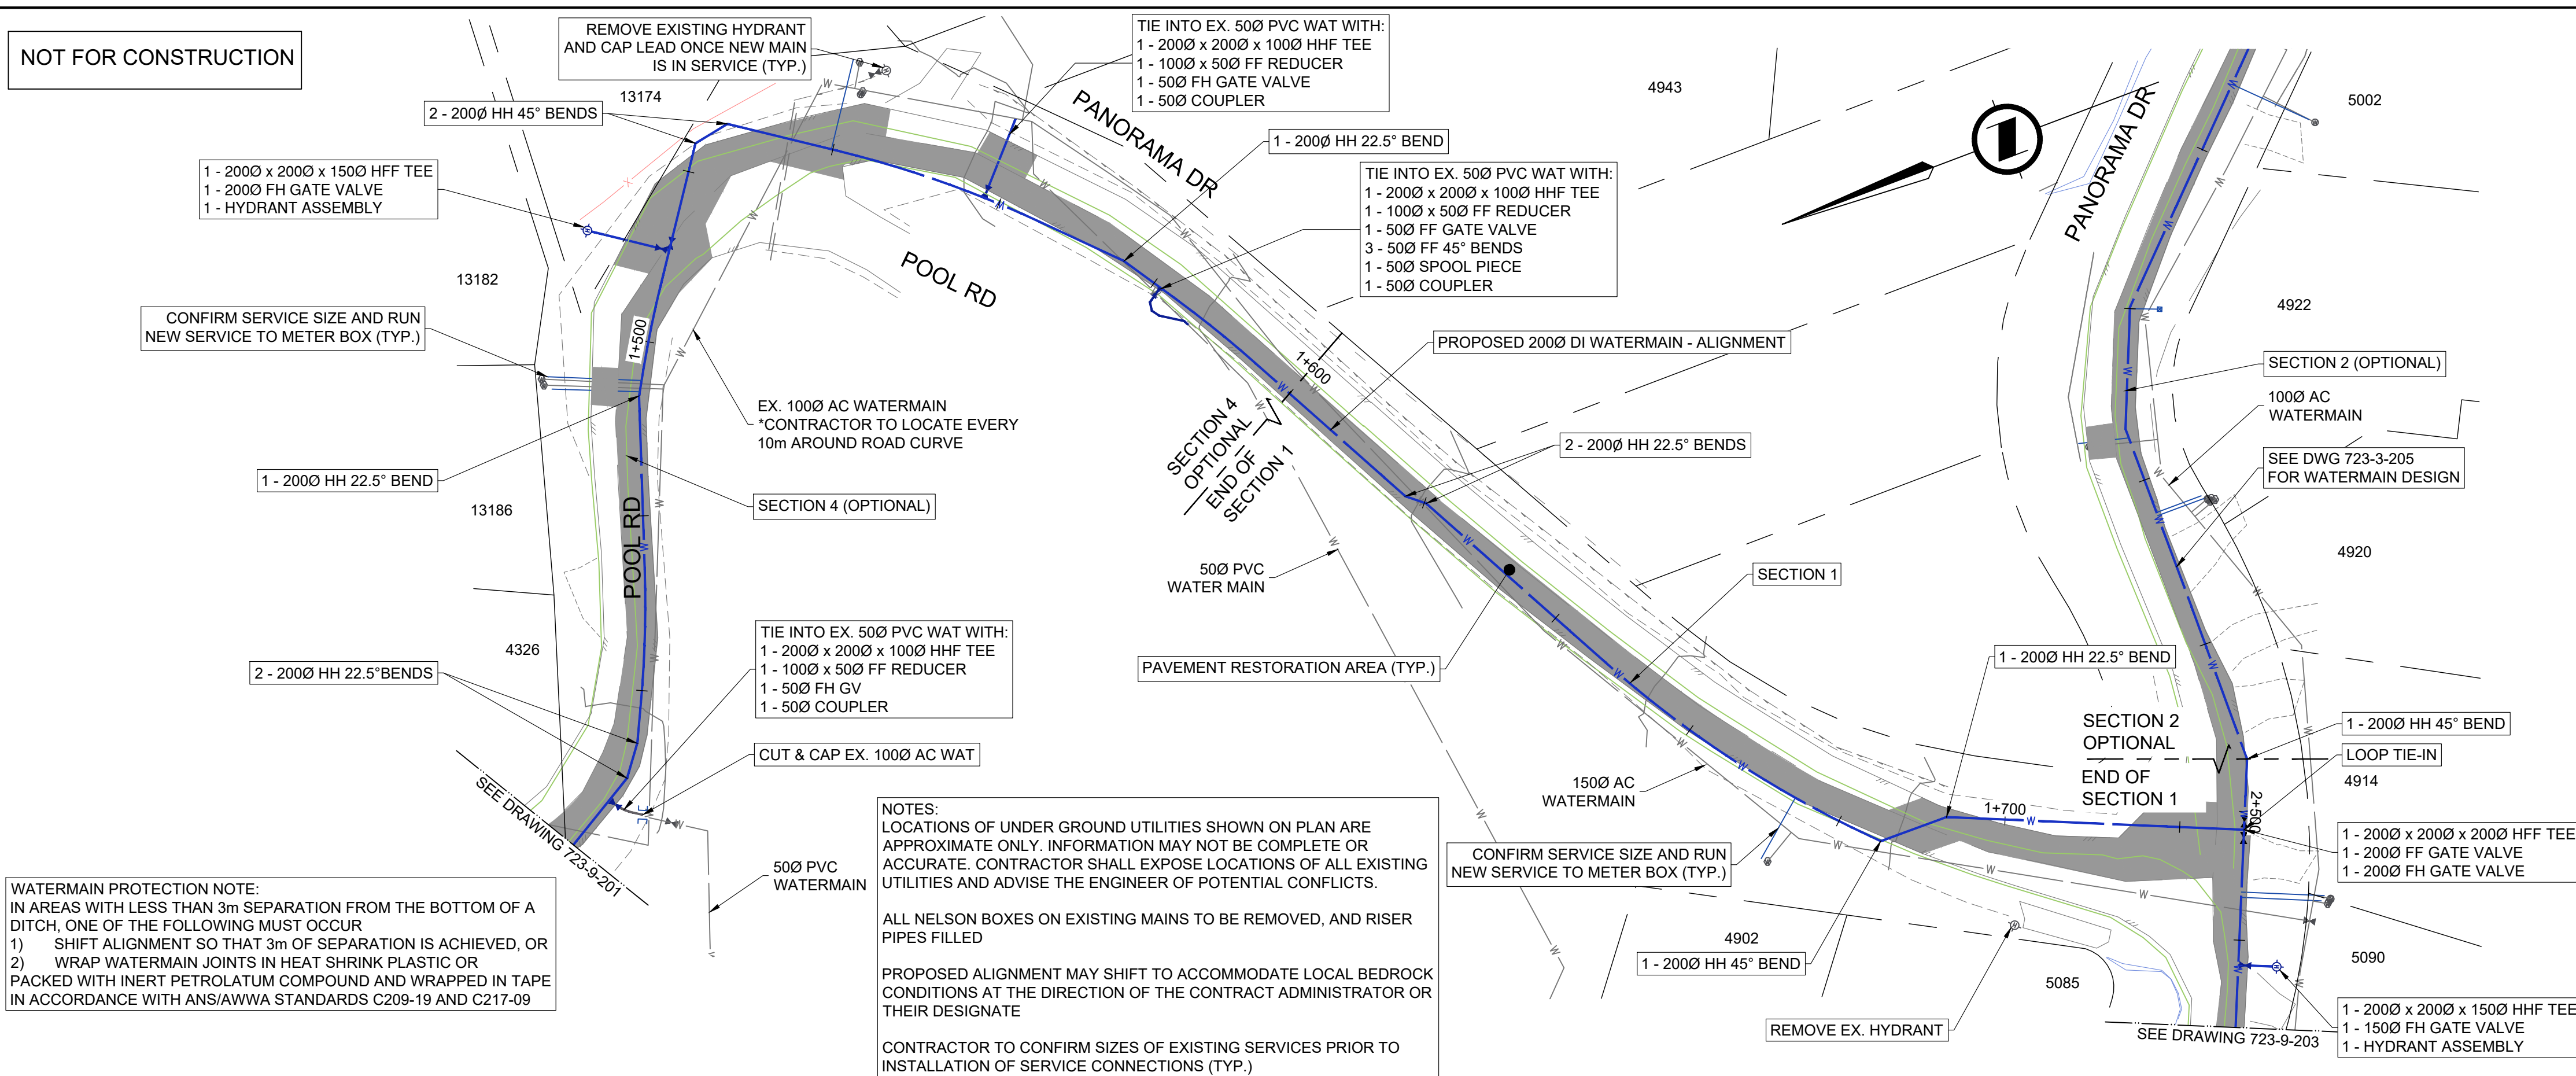 NOT FOR CONSTRUCTION
REMOVE EXISTING HYDRANT
AND CAP LEAD ONCE NEW MAIN
IS IN SERVICE (TYP.)
13174
2 - 200Ø HH 45° BENDS
1 - 200Ø x 200Ø x 150Ø HFF TEE
1 - 200Ø FH GATE VALVE
1 - HYDRANT ASSEMBLY
13182
CONFIRM SERVICE SIZE AND RUN
NEW SERVICE TO METER BOX (TYP.)
1+500
1 - 200Ø HH 22.5° BEND
13186
POOL RD
4326
2 - 200Ø HH 22.5°BENDS
SEE DRAWING 723-9-201
WATERMAIN PROTECTION NOTE:
IN AREAS WITH LESS THAN 3m SEPARATION FROM THE BOTTOM OF A
DITCH, ONE OF THE FOLLOWING MUST OCCUR
1) SHIFT ALIGNMENT SO THAT 3m OF SEPARATION IS ACHIEVED, OR
2) WRAP WATERMAIN JOINTS IN HEAT SHRINK PLASTIC OR
PACKED WITH INERT PETROLATUM COMPOUND AND WRAPPED IN TAPE
IN ACCORDANCE WITH ANS/AWWA STANDARDS C209-19 AND C217-09
TIE INTO EX. 50Ø PVC WAT WITH:
1 - 200Ø x 200Ø x 100Ø HHF TEE
1 - 100Ø x 50Ø FF REDUCER
1 - 50Ø FH GATE VALVE
1 - 50Ø COUPLER
PANORAMA DR
1 - 200Ø HH 22.5° BEND
POOL RD
TIE INTO EX. 50Ø PVC WAT WITH:
1 - 200Ø x 200Ø x 100Ø HHF TEE
1 - 100Ø x 50Ø FF REDUCER
1 - 50Ø FF GATE VALVE
3 - 50Ø FF 45° BENDS
1 - 50Ø SPOOL PIECE
1 - 50Ø COUPLER
EX. 100Ø AC WATERMAIN
*CONTRACTOR TO LOCATE EVERY
10m AROUND ROAD CURVE
SECTION 4 (OPTIONAL)
PROPOSED 200Ø DI WATERMAIN - ALIGNMENT
1+600
SECTION 4
OPTIONAL
END OF
SECTION 1
2 - 200Ø HH 22.5° BENDS
50Ø PVC
WATER MAIN
SECTION 1
PAVEMENT RESTORATION AREA (TYP.)
TIE INTO EX. 50Ø PVC WAT WITH:
1 - 200Ø x 200Ø x 100Ø HHF TEE
1 - 100Ø x 50Ø FF REDUCER
1 - 50Ø FH GV
1 - 50Ø COUPLER
CUT & CAP EX. 100Ø AC WAT
50Ø PVC
WATERMAIN
NOTES:
LOCATIONS OF UNDER GROUND UTILITIES SHOWN ON PLAN ARE
APPROXIMATE ONLY. INFORMATION MAY NOT BE COMPLETE OR
ACCURATE. CONTRACTOR SHALL EXPOSE LOCATIONS OF ALL EXISTING
UTILITIES AND ADVISE THE ENGINEER OF POTENTIAL CONFLICTS.
ALL NELSON BOXES ON EXISTING MAINS TO BE REMOVED, AND RISER
PIPES FILLED
PROPOSED ALIGNMENT MAY SHIFT TO ACCOMMODATE LOCAL BEDROCK
CONDITIONS AT THE DIRECTION OF THE CONTRACT ADMINISTRATOR OR
THEIR DESIGNATE
CONTRACTOR TO CONFIRM SIZES OF EXISTING SERVICES PRIOR TO
INSTALLATION OF SERVICE CONNECTIONS (TYP.)
4943
PANORAMA DR
5002
4922
SECTION 2 (OPTIONAL)
100Ø AC
WATERMAIN
SEE DWG 723-3-205
FOR WATERMAIN DESIGN
4920
1 - 200Ø HH 22.5° BEND
SECTION 2
OPTIONAL
END OF
SECTION 1
1 - 200Ø HH 45° BEND
LOOP TIE-IN
4914
1+700
2+500
150Ø AC
WATERMAIN
CONFIRM SERVICE SIZE AND RUN
NEW SERVICE TO METER BOX (TYP.)
1 - 200Ø x 200Ø x 200Ø HFF TEE
1 - 200Ø FF GATE VALVE
1 - 200Ø FH GATE VALVE
4902
1 - 200Ø HH 45° BEND
REMOVE EX. HYDRANT
5085
5090
1 - 200Ø x 200Ø x 150Ø HHF TEE
1 - 150Ø FH GATE VALVE
1 - HYDRANT ASSEMBLY
SEE DRAWING 723-9-203